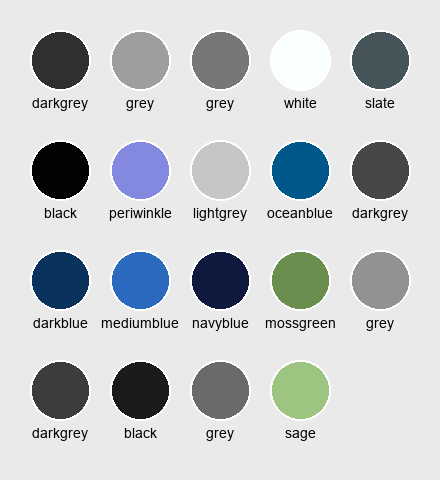 darkgrey grey grey white slate
black periwinkle lightgrey oceanblue darkgrey
darkblue mediumblue navyblue mossgreen grey
darkgrey black grey sage